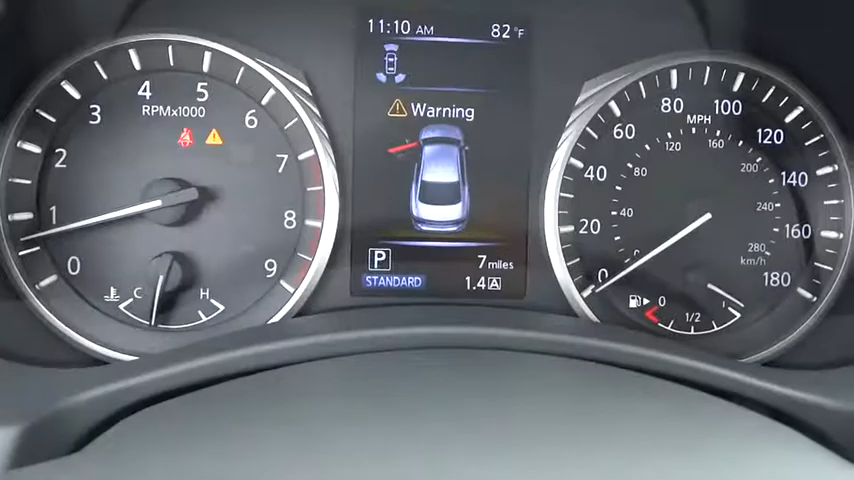 11:10 AM 82°F
Warning
P 7 miles
STANDARD 1.4 A
0 1 2 3 4 5 6 7 8 9
RPMx1000
C H
0 20 40 60 80 100 120 140 160 180
MPH
0 40 80 120 160 200 240 280
km/h
0 1/2 1